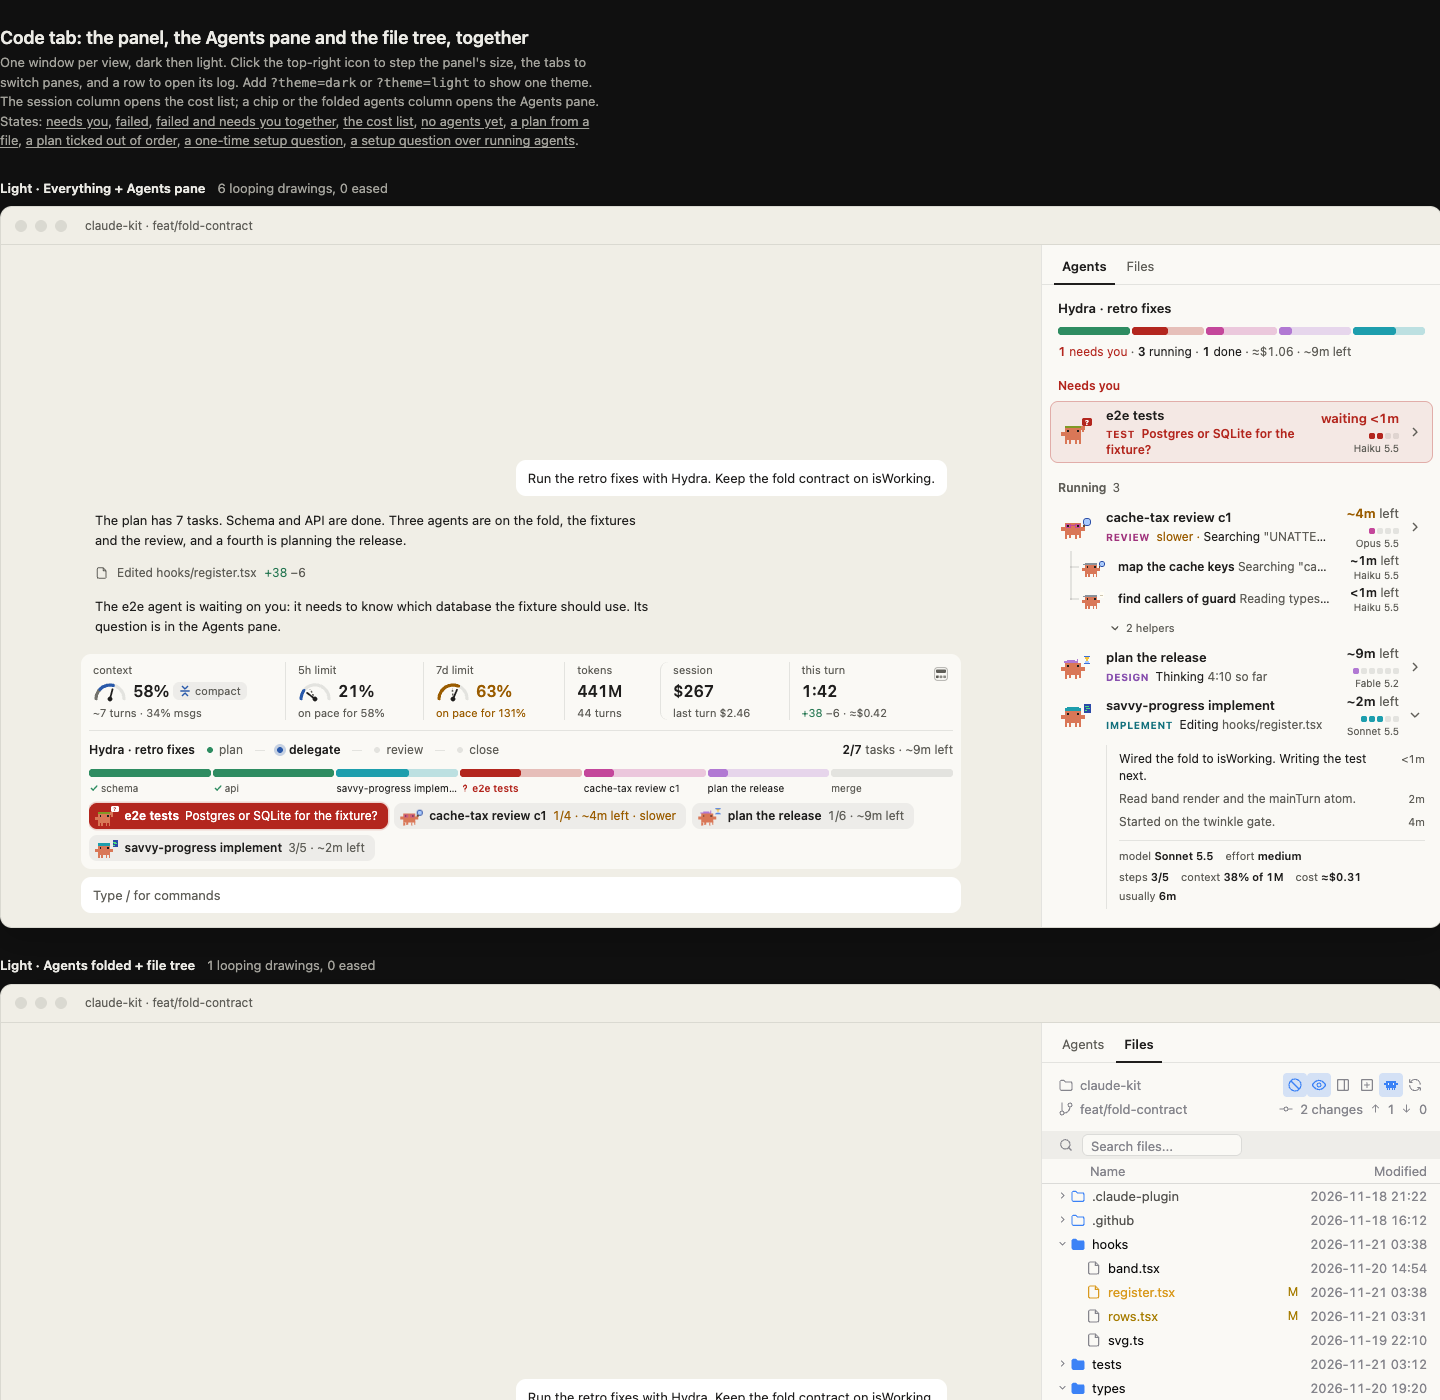 Code tab: the panel, the Agents pane and the file tree, together
One window per view, dark then light. Click the top-right icon to step the panel's size, the tabs to
switch panes, and a row to open its log. Add ?theme=dark or ?theme=light to show one theme.
The session column opens the cost list; a chip or the folded agents column opens the Agents pane.
States: needs you, failed, failed and needs you together, the cost list, no agents yet, a plan from a
file, a plan ticked out of order, a one-time setup question, a setup question over running agents.
Light · Everything + Agents pane 6 looping drawings, 0 eased
claude-kit · feat/fold-contract
Run the retro fixes with Hydra. Keep the fold contract on isWorking.
The plan has 7 tasks. Schema and API are done. Three agents are on the fold, the fixtures
and the review, and a fourth is planning the release.
Edited hooks/register.tsx +38 −6
The e2e agent is waiting on you: it needs to know which database the fixture should use. Its
question is in the Agents pane.
context 5h limit 7d limit tokens session this turn
58% compact 21% 63% 441M $267 1:42
~7 turns · 34% msgs on pace for 58% on pace for 131% 44 turns last turn $2.46 +38 −6 · ≈$0.42
Hydra · retro fixes plan — delegate — review — close 2/7 tasks · ~9m left
✓ schema ✓ api savvy-progress implem... ? e2e tests cache-tax review c1 plan the release merge
e2e tests Postgres or SQLite for the fixture? cache-tax review c1 1/4 · ~4m left · slower plan the release 1/6 · ~9m left
savvy-progress implement 3/5 · ~2m left
Type / for commands
Agents Files
Hydra · retro fixes
1 needs you · 3 running · 1 done · ≈$1.06 · ~9m left
Needs you
e2e tests waiting <1m
TEST Postgres or SQLite for the
fixture? Haiku 5.5
Running 3
cache-tax review c1 ~4m left
REVIEW slower · Searching "UNATTE...
Opus 5.5
map the cache keys Searching "ca... ~1m left
Haiku 5.5
find callers of guard Reading types... <1m left
Haiku 5.5
2 helpers
plan the release ~9m left
DESIGN Thinking 4:10 so far
Fable 5.2
savvy-progress implement ~2m left
IMPLEMENT Editing hooks/register.tsx
Sonnet 5.5
Wired the fold to isWorking. Writing the test <1m
next.
Read band render and the mainTurn atom. 2m
Started on the twinkle gate. 4m
model Sonnet 5.5 effort medium
steps 3/5 context 38% of 1M cost ≈$0.31
usually 6m
Light · Agents folded + file tree 1 looping drawings, 0 eased
claude-kit · feat/fold-contract
Run the retro fixes with Hydra. Keep the fold contract on isWorking.
Agents Files
claude-kit
feat/fold-contract 2 changes ↑ 1 ↓ 0
Search files...
Name Modified
.claude-plugin 2026-11-18 21:22
.github 2026-11-18 16:12
hooks 2026-11-21 03:38
band.tsx 2026-11-20 14:54
register.tsx M 2026-11-21 03:38
rows.tsx M 2026-11-21 03:31
svg.ts 2026-11-19 22:10
tests 2026-11-21 03:12
types 2026-11-20 19:20